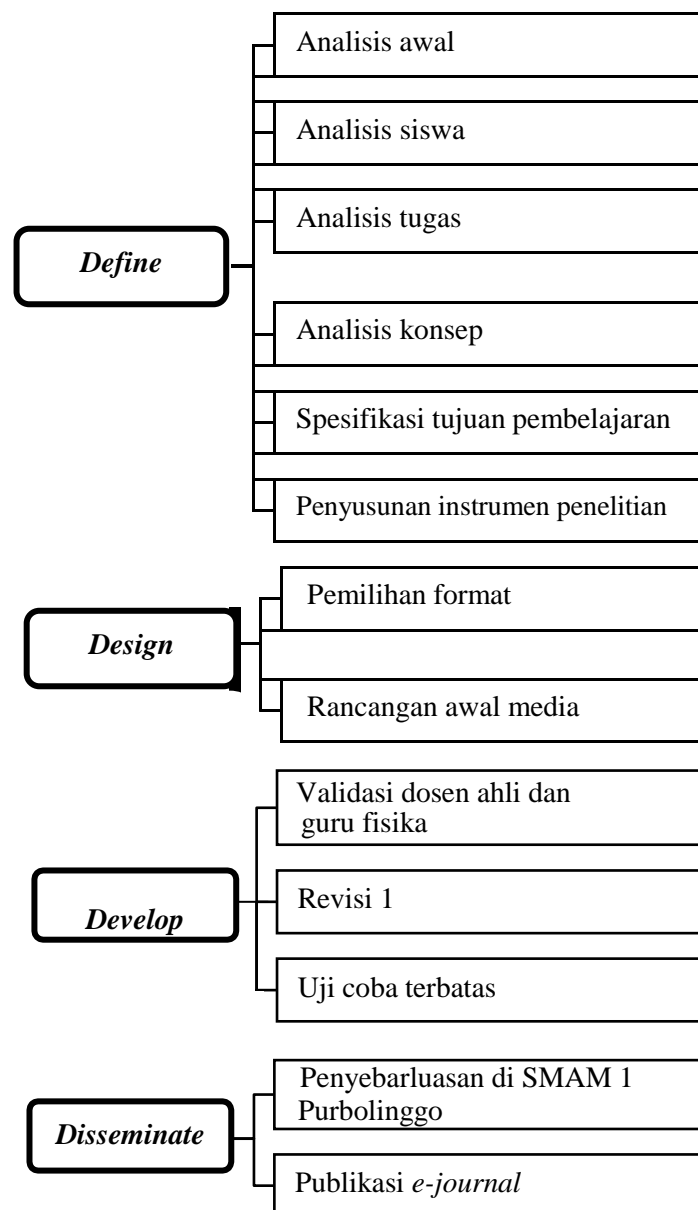 Define
Analisis awal
Analisis siswa
Analisis tugas
Analisis konsep
Spesifikasi tujuan pembelajaran
Penyusunan instrumen penelitian
Design
Pemilihan format
Rancangan awal media
Develop
Validasi dosen ahli dan
guru fisika
Revisi 1
Uji coba terbatas
Disseminate
Penyebarluasan di SMAM 1
Purbolinggo
Publikasi e-journal